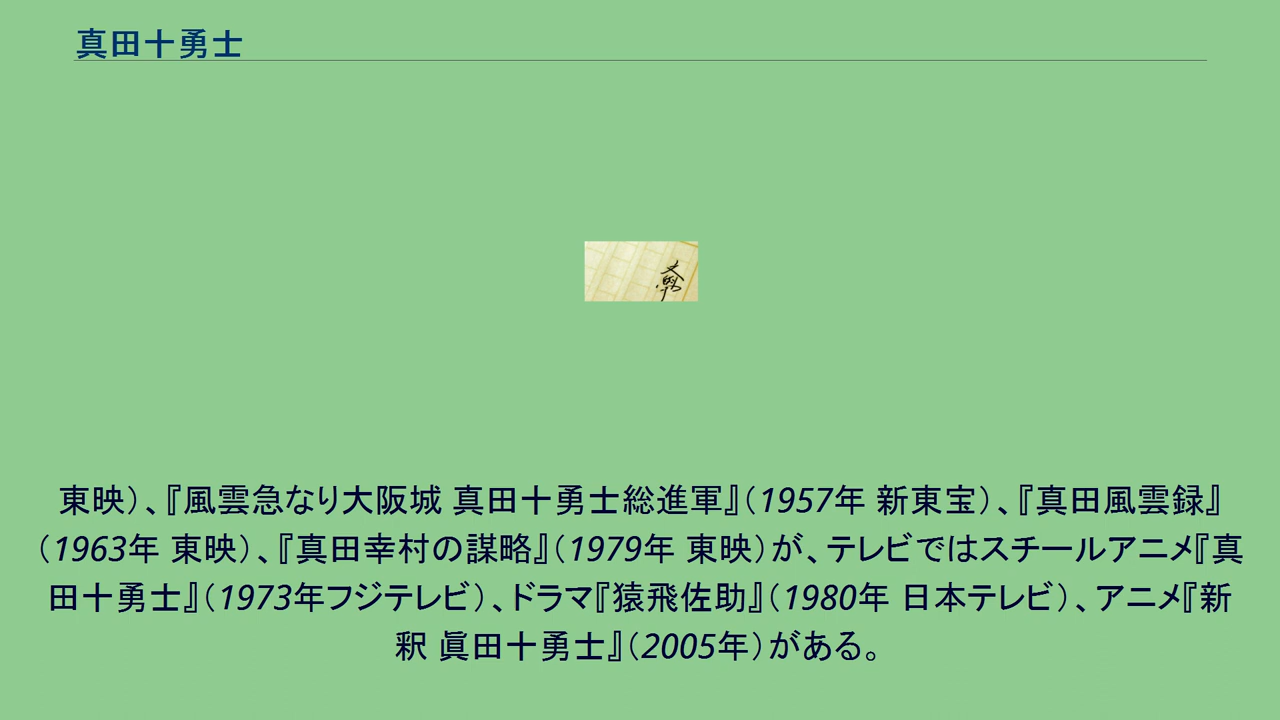 真田十勇士
東映）、『風雲急なり大阪城 真田十勇士総進軍』（1957年 新東宝）、『真田風雲録』
（1963年 東映）、『真田幸村の謀略』（1979年 東映）が、テレビではスチールアニメ『真
田十勇士』（1973年フジテレビ）、ドラマ『猿飛佐助』（1980年 日本テレビ）、アニメ『新
釈 眞田十勇士』（2005年）がある。